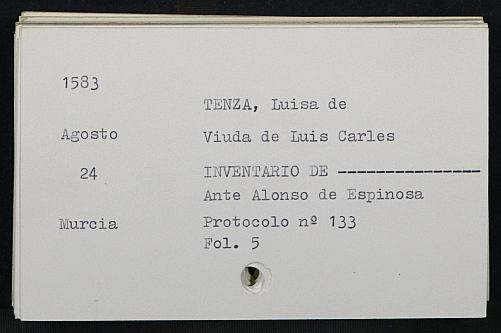 1583
TENZA, Luisa de
Agosto
Viuda de Luis Carles
24
INVENTARIO DE ----------------
Ante Alonso de Espinosa
Murcia
Protocolo nº 133
Fol. 5